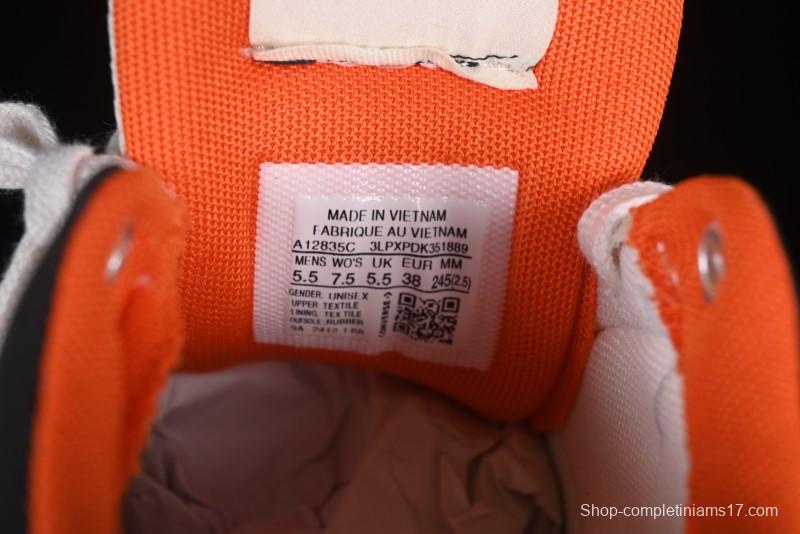 MADE IN VIETNAM
FABRIQUE AU VIETNAM
A12835C 3LPXPDK351889
MENS WO'S UK EUR MM
5.5 7.5 5.5 38 245(2.5)
GENDER: UNISEX
UPPER: TEXTILE
LINING: TEXTILE
OUTSOLE: RUBBER
CONVERSE
Shop-completiniams17.com